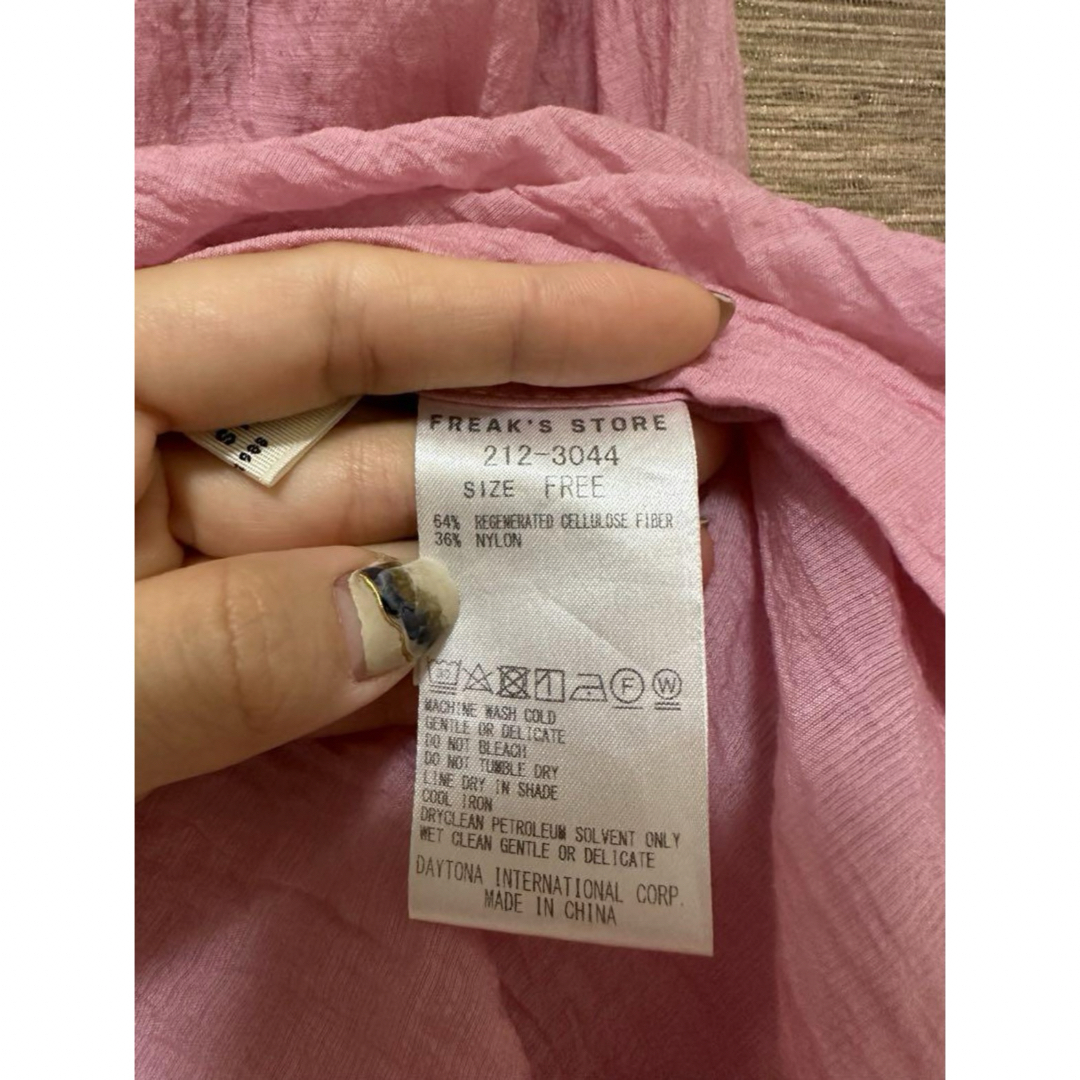 FREAK'S STORE
212-3044
SIZE FREE
64% REGENERATED CELLULOSE FIBER
36% NYLON
F W
MACHINE WASH COLD
GENTLE OR DELICATE
DO NOT BLEACH
DO NOT TUMBLE DRY
LINE DRY IN SHADE
COOL IRON
DRYCLEAN PETROLEUM SOLVENT ONLY
WET CLEAN GENTLE OR DELICATE
DAYTONA INTERNATIONAL CORP.
MADE IN CHINA